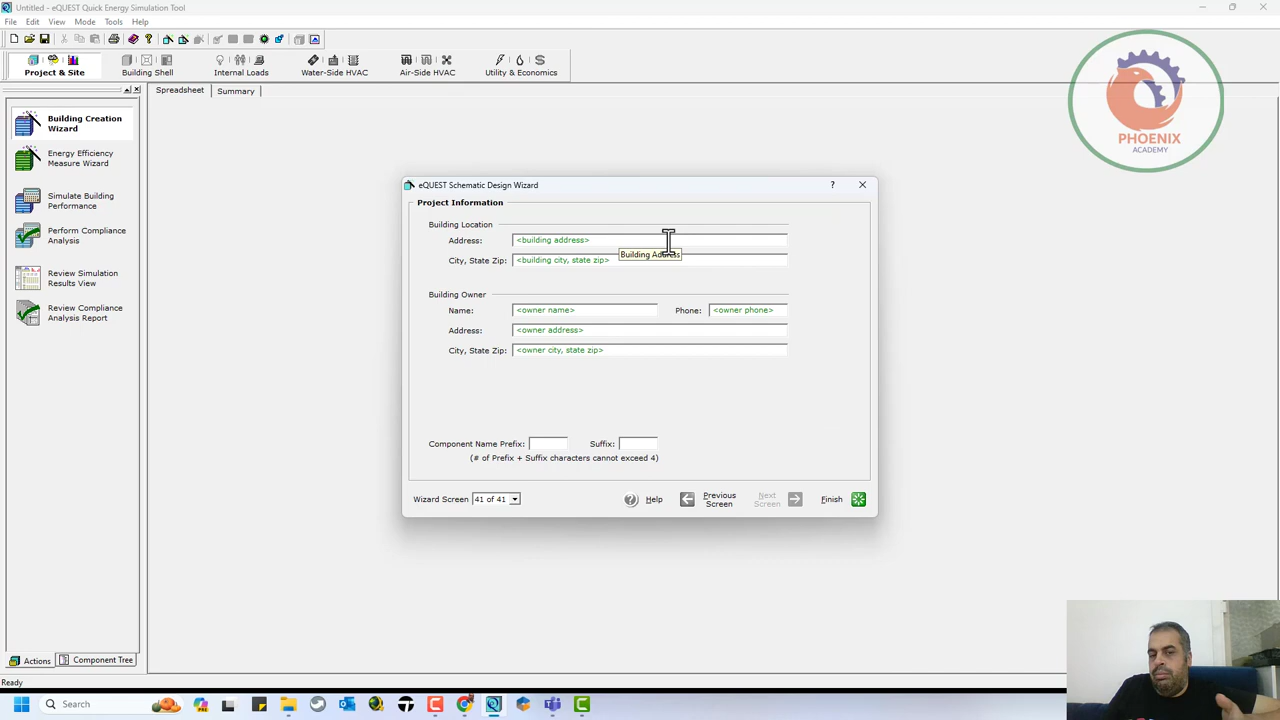 Untitled - eQUEST Quick Energy Simulation Tool
File Edit View Mode Tools Help
Project & Site
Building Shell
Internal Loads
Water-Side HVAC
Air-Side HVAC
Utility & Economics
Spreadsheet
Summary
Building Creation
Wizard
Energy Efficiency
Measure Wizard
Simulate Building
Performance
Perform Compliance
Analysis
Review Simulation
Results View
Review Compliance
Analysis Report
PHOENIX
ACADEMY
eQUEST Schematic Design Wizard
Project Information
Building Location
Address: <building address>
Building Address
City, State Zip: <building city, state zip>
Building Owner
Name: <owner name> Phone: <owner phone>
Address: <owner address>
City, State Zip: <owner city, state zip>
Component Name Prefix: Suffix:
(# of Prefix + Suffix characters cannot exceed 4)
Wizard Screen 41 of 41
Help
Previous
Screen
Next
Screen
Finish
Actions
Component Tree
Ready
Search